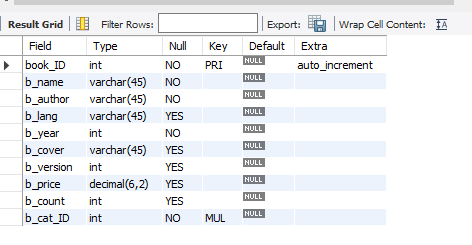 Result Grid Filter Rows: Export: Wrap Cell Content:
Field Type Null Key Default Extra
book_ID int NO PRI NULL auto_increment
b_name varchar(45) NO NULL
b_author varchar(45) NO NULL
b_lang varchar(45) YES NULL
b_year int NO NULL
b_cover varchar(45) YES NULL
b_version int YES NULL
b_price decimal(6,2) YES NULL
b_count int YES NULL
b_cat_ID int NO MUL NULL